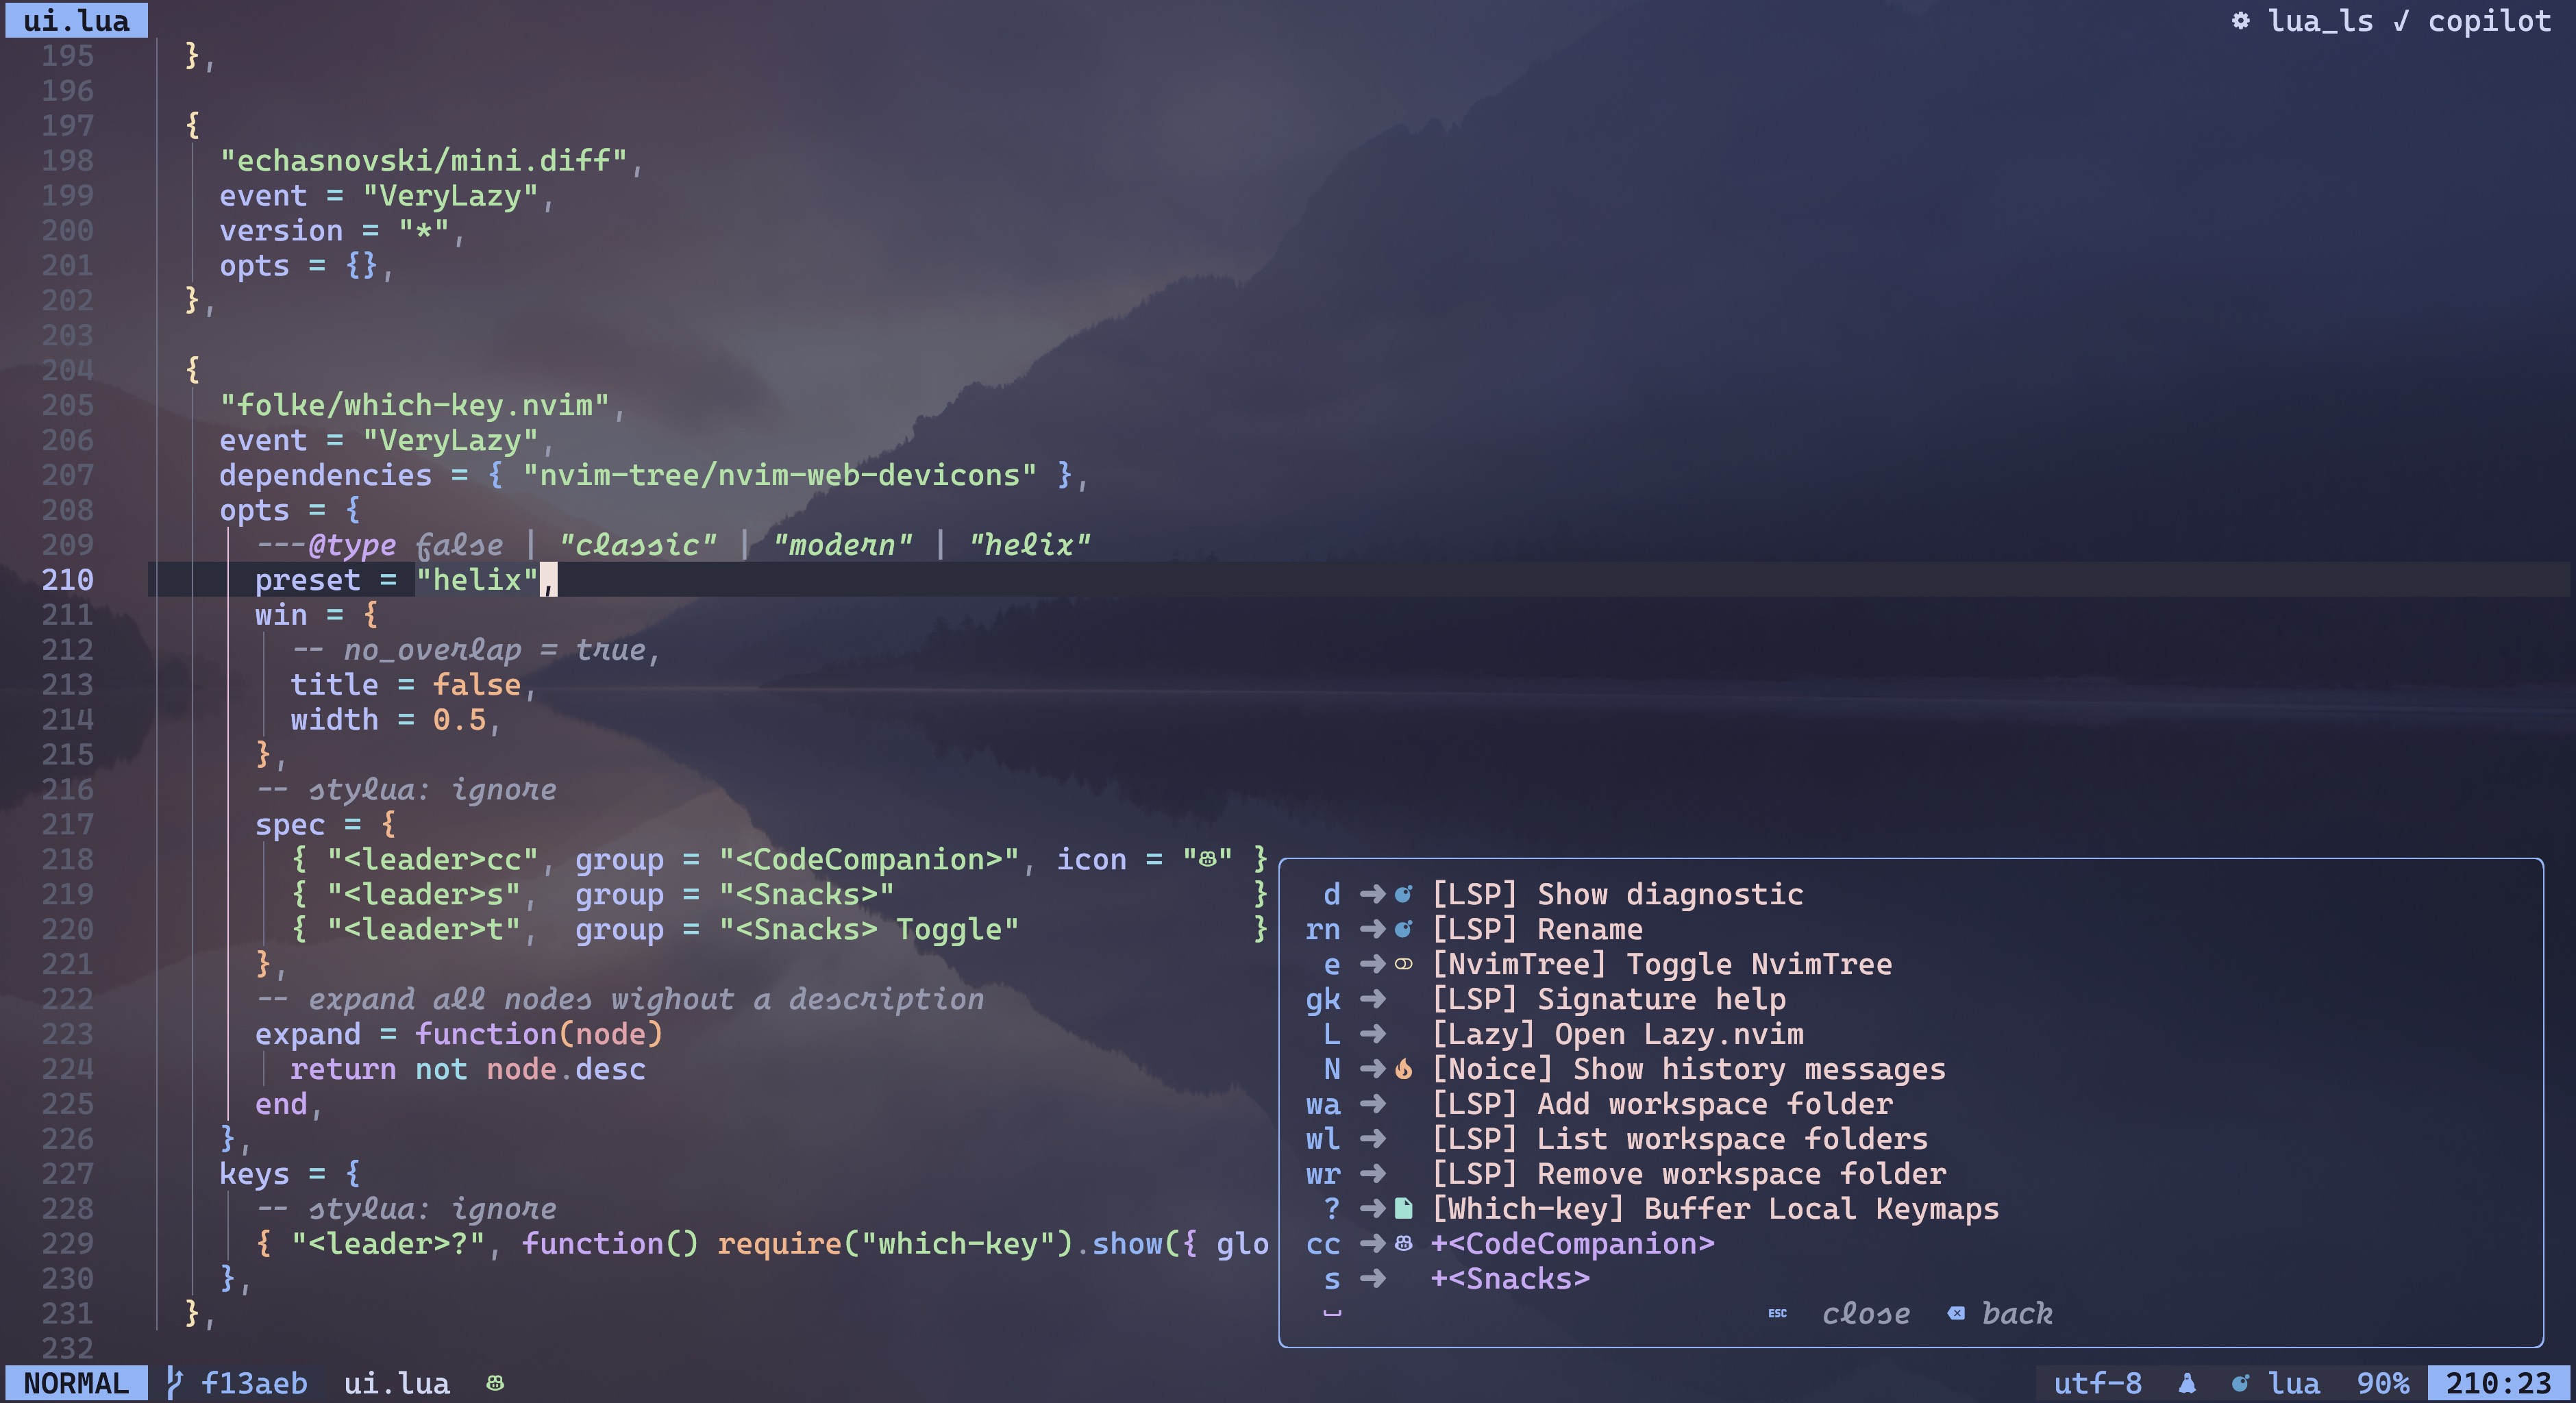 ui.lua lua_ls ✓ copilot
195 },
196
197 {
198 "echasnovski/mini.diff",
199 event = "VeryLazy",
200 version = "*",
201 opts = {},
202 },
203
204 {
205 "folke/which-key.nvim",
206 event = "VeryLazy",
207 dependencies = { "nvim-tree/nvim-web-devicons" },
208 opts = {
209 ---@type false | "classic" | "modern" | "helix"
210 preset = "helix",
211 win = {
212 -- no_overlap = true,
213 title = false,
214 width = 0.5,
215 },
216 -- stylua: ignore
217 spec = {
218 { "<leader>cc", group = "<CodeCompanion>", icon = "" }
219 { "<leader>s", group = "<Snacks>" }
220 { "<leader>t", group = "<Snacks> Toggle" }
221 },
222 -- expand all nodes wighout a description
223 expand = function(node)
224 return not node.desc
225 end,
226 },
227 keys = {
228 -- stylua: ignore
229 { "<leader>?", function() require("which-key").show({ glo
230 },
231 },
232
d ➜ [LSP] Show diagnostic
rn ➜ [LSP] Rename
e ➜ [NvimTree] Toggle NvimTree
gk ➜ [LSP] Signature help
L ➜ [Lazy] Open Lazy.nvim
N ➜ [Noice] Show history messages
wa ➜ [LSP] Add workspace folder
wl ➜ [LSP] List workspace folders
wr ➜ [LSP] Remove workspace folder
? ➜ [Which-key] Buffer Local Keymaps
cc ➜ +<CodeCompanion>
s ➜ +<Snacks>
ESC close back
NORMAL f13aeb ui.lua utf-8 lua 90% 210:23